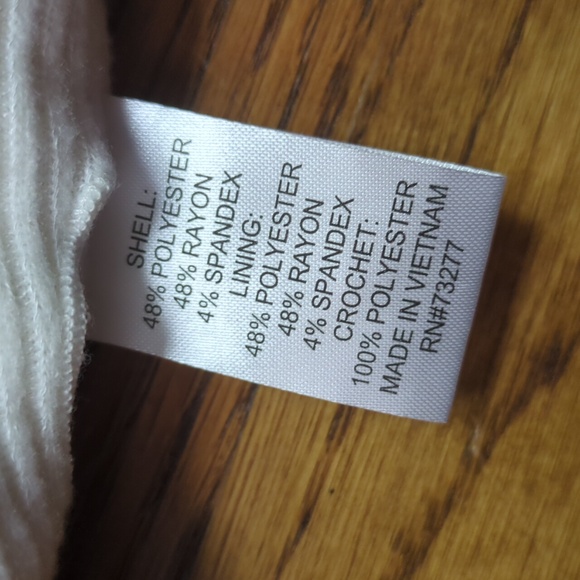 SHELL:
48% POLYESTER
48% RAYON
4% SPANDEX
LINING:
48% POLYESTER
48% RAYON
4% SPANDEX
CROCHET:
100% POLYESTER
MADE IN VIETNAM
RN#73277